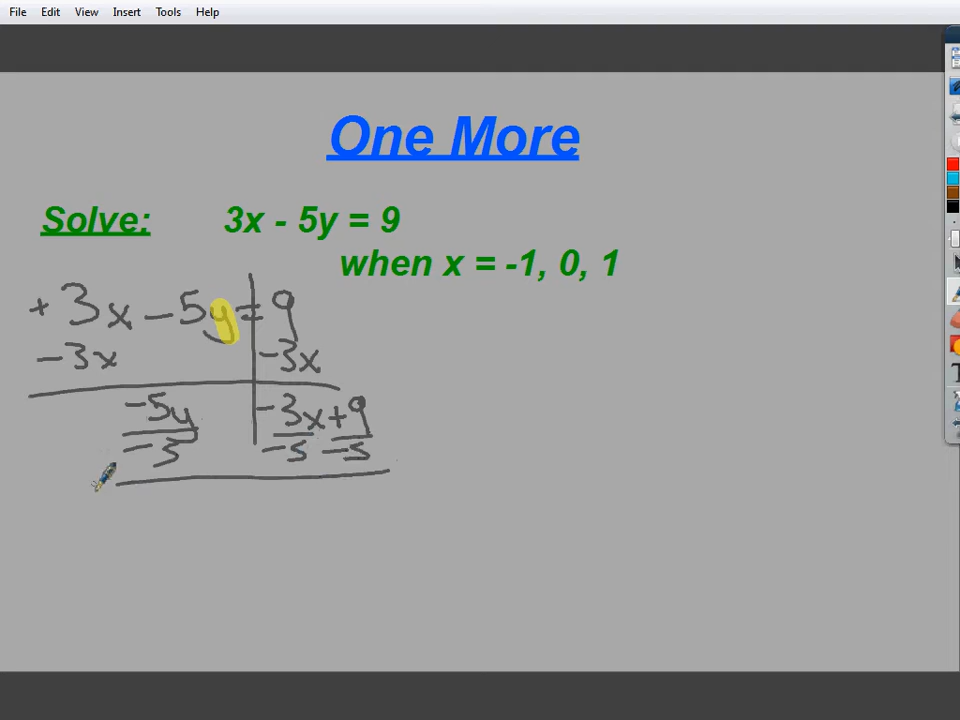 File Edit View Insert Tools Help
One More
Solve: 3x - 5y = 9
when x = -1, 0, 1
+3x - 5y = 9
-3x -3x
-5y -3x + 9
-5 -5 -5